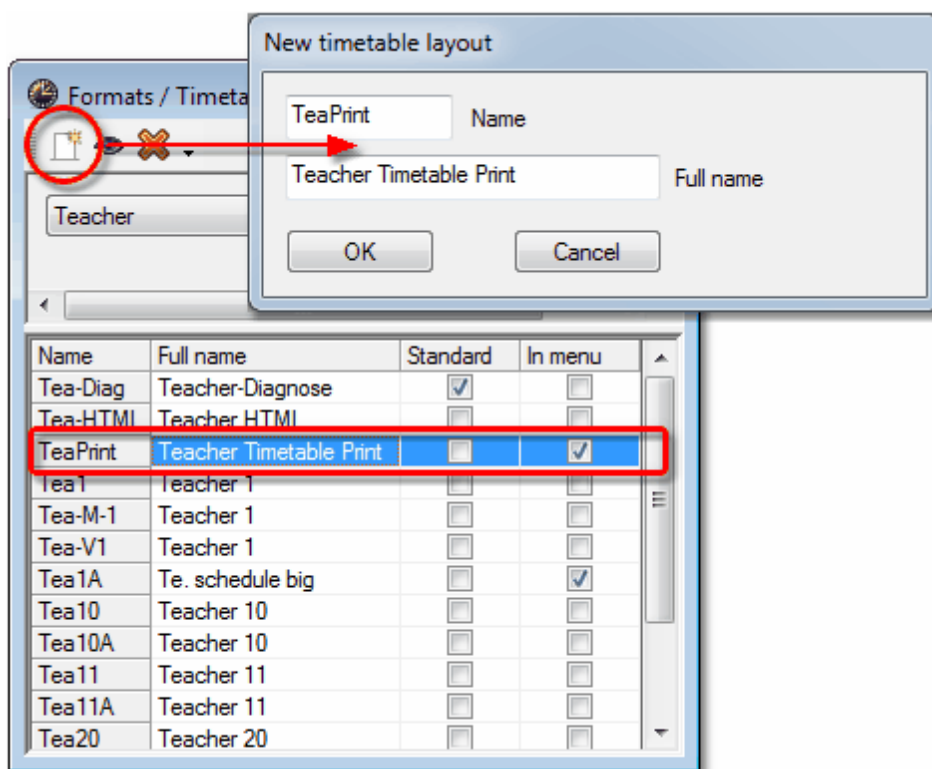 New timetable layout
Formats / Timeta
TeaPrint Name
Teacher Timetable Print Full name
Teacher
OK Cancel
Name Full name Standard In menu
Tea-Diag Teacher-Diagnose
Tea-HTML Teacher HTML
TeaPrint Teacher Timetable Print
Tea1 Teacher 1
Tea-M-1 Teacher 1
Tea-V1 Teacher 1
Tea1A Te. schedule big
Tea10 Teacher 10
Tea10A Teacher 10
Tea11 Teacher 11
Tea11A Teacher 11
Tea20 Teacher 20